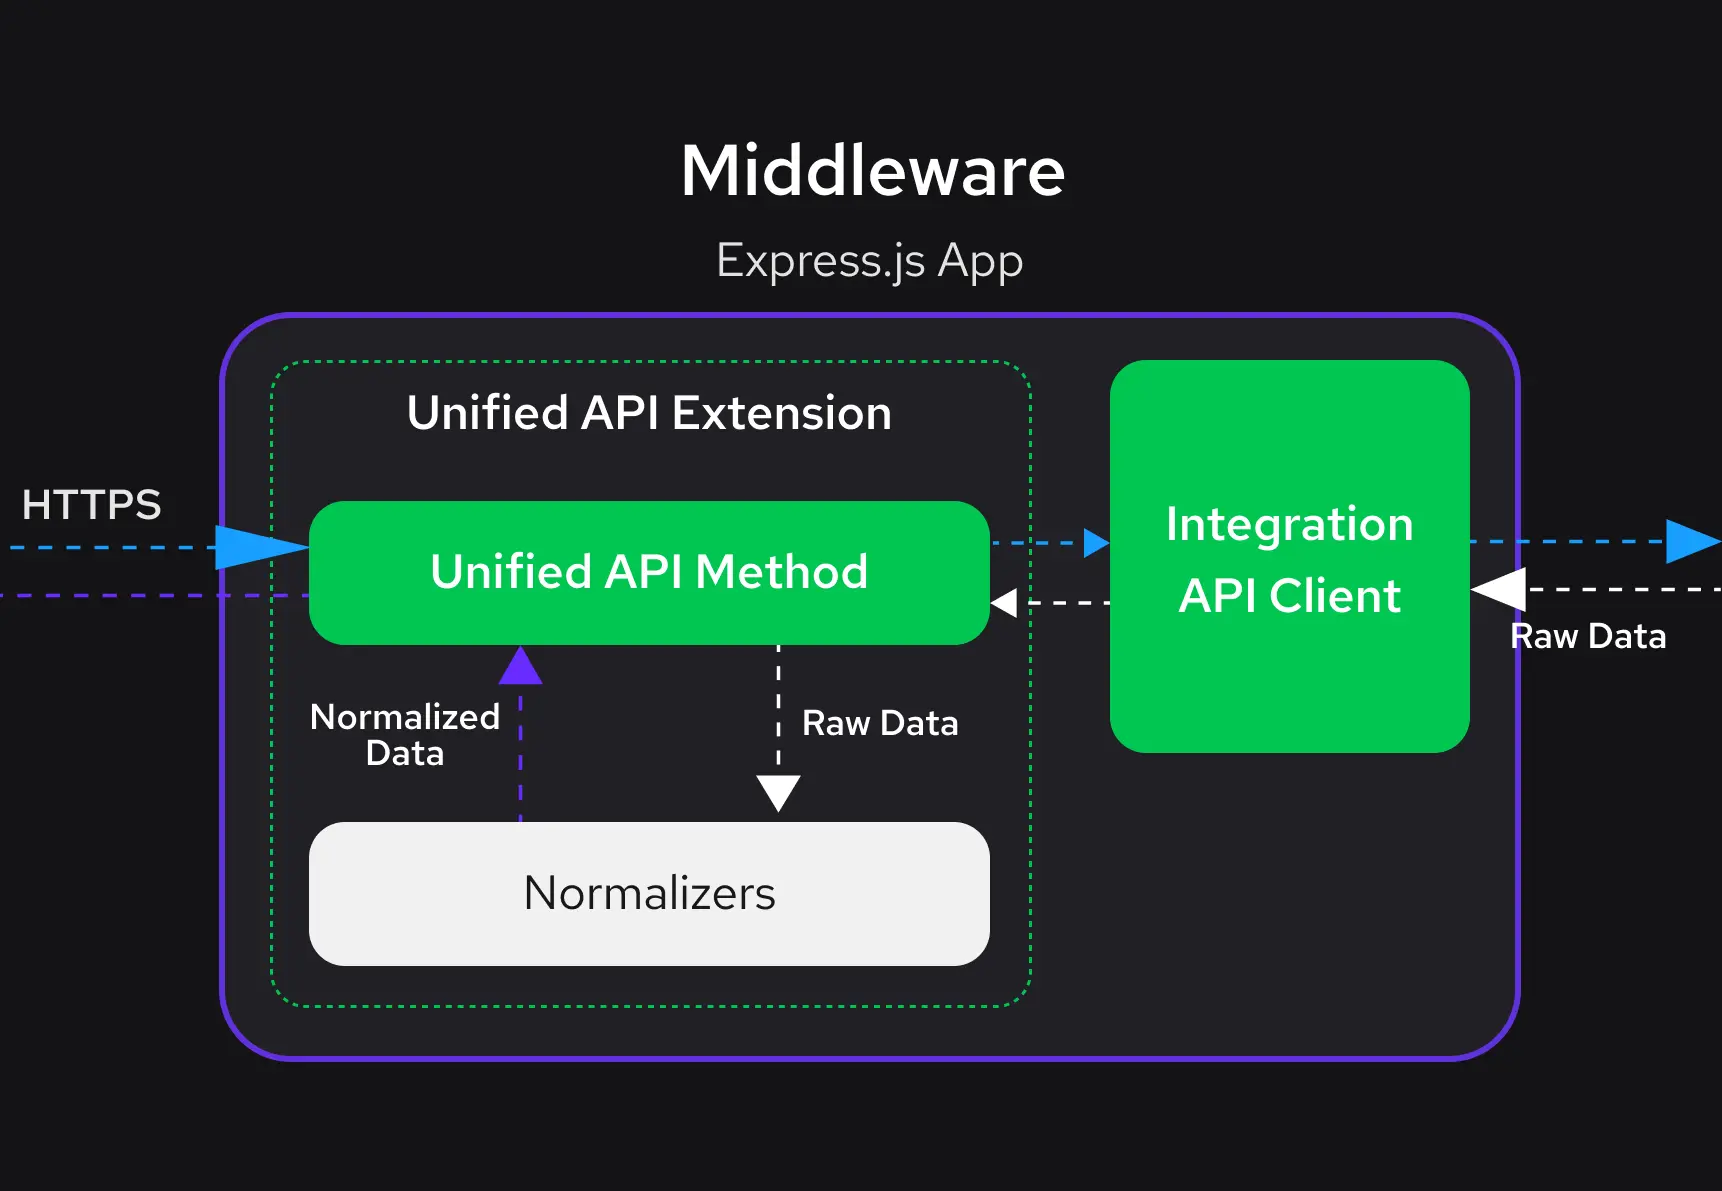 Middleware
Express.js App
Unified API Extension
HTTPS
Unified API Method
Integration
API Client
Raw Data
Normalized
Data
Raw Data
Normalizers